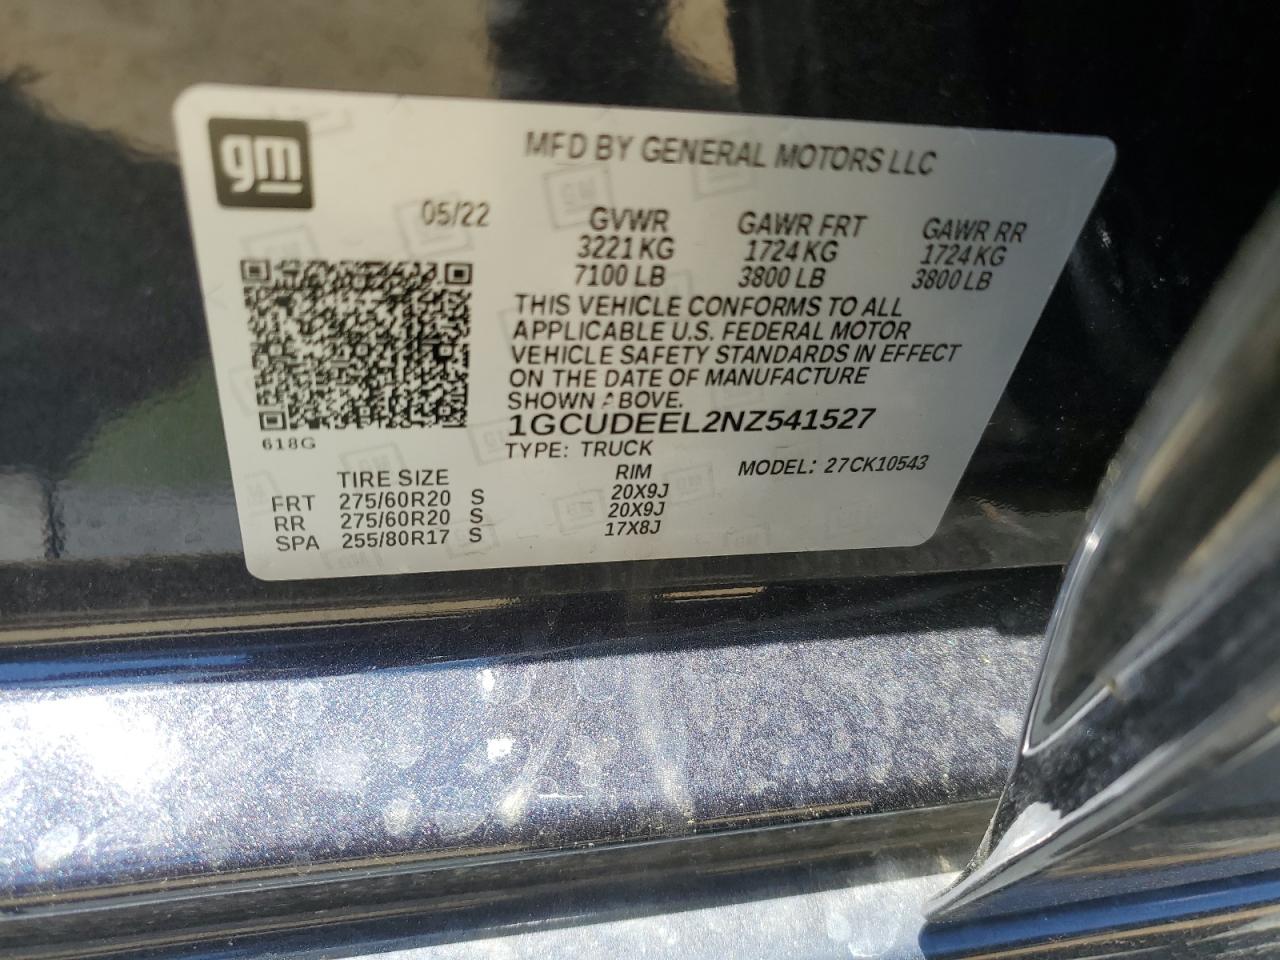 gm
MFD BY GENERAL MOTORS LLC
05/22
GVWR GAWR FRT GAWR RR
3221 KG 1724 KG 1724 KG
7100 LB 3800 LB 3800 LB
THIS VEHICLE CONFORMS TO ALL
APPLICABLE U.S. FEDERAL MOTOR
VEHICLE SAFETY STANDARDS IN EFFECT
ON THE DATE OF MANUFACTURE
SHOWN ABOVE.
1GCUDEEL2NZ541527
618G
TYPE: TRUCK
MODEL: 27CK10543
TIRE SIZE RIM
FRT 275/60R20 S 20X9J
RR 275/60R20 S 20X9J
SPA 255/80R17 S 17X8J